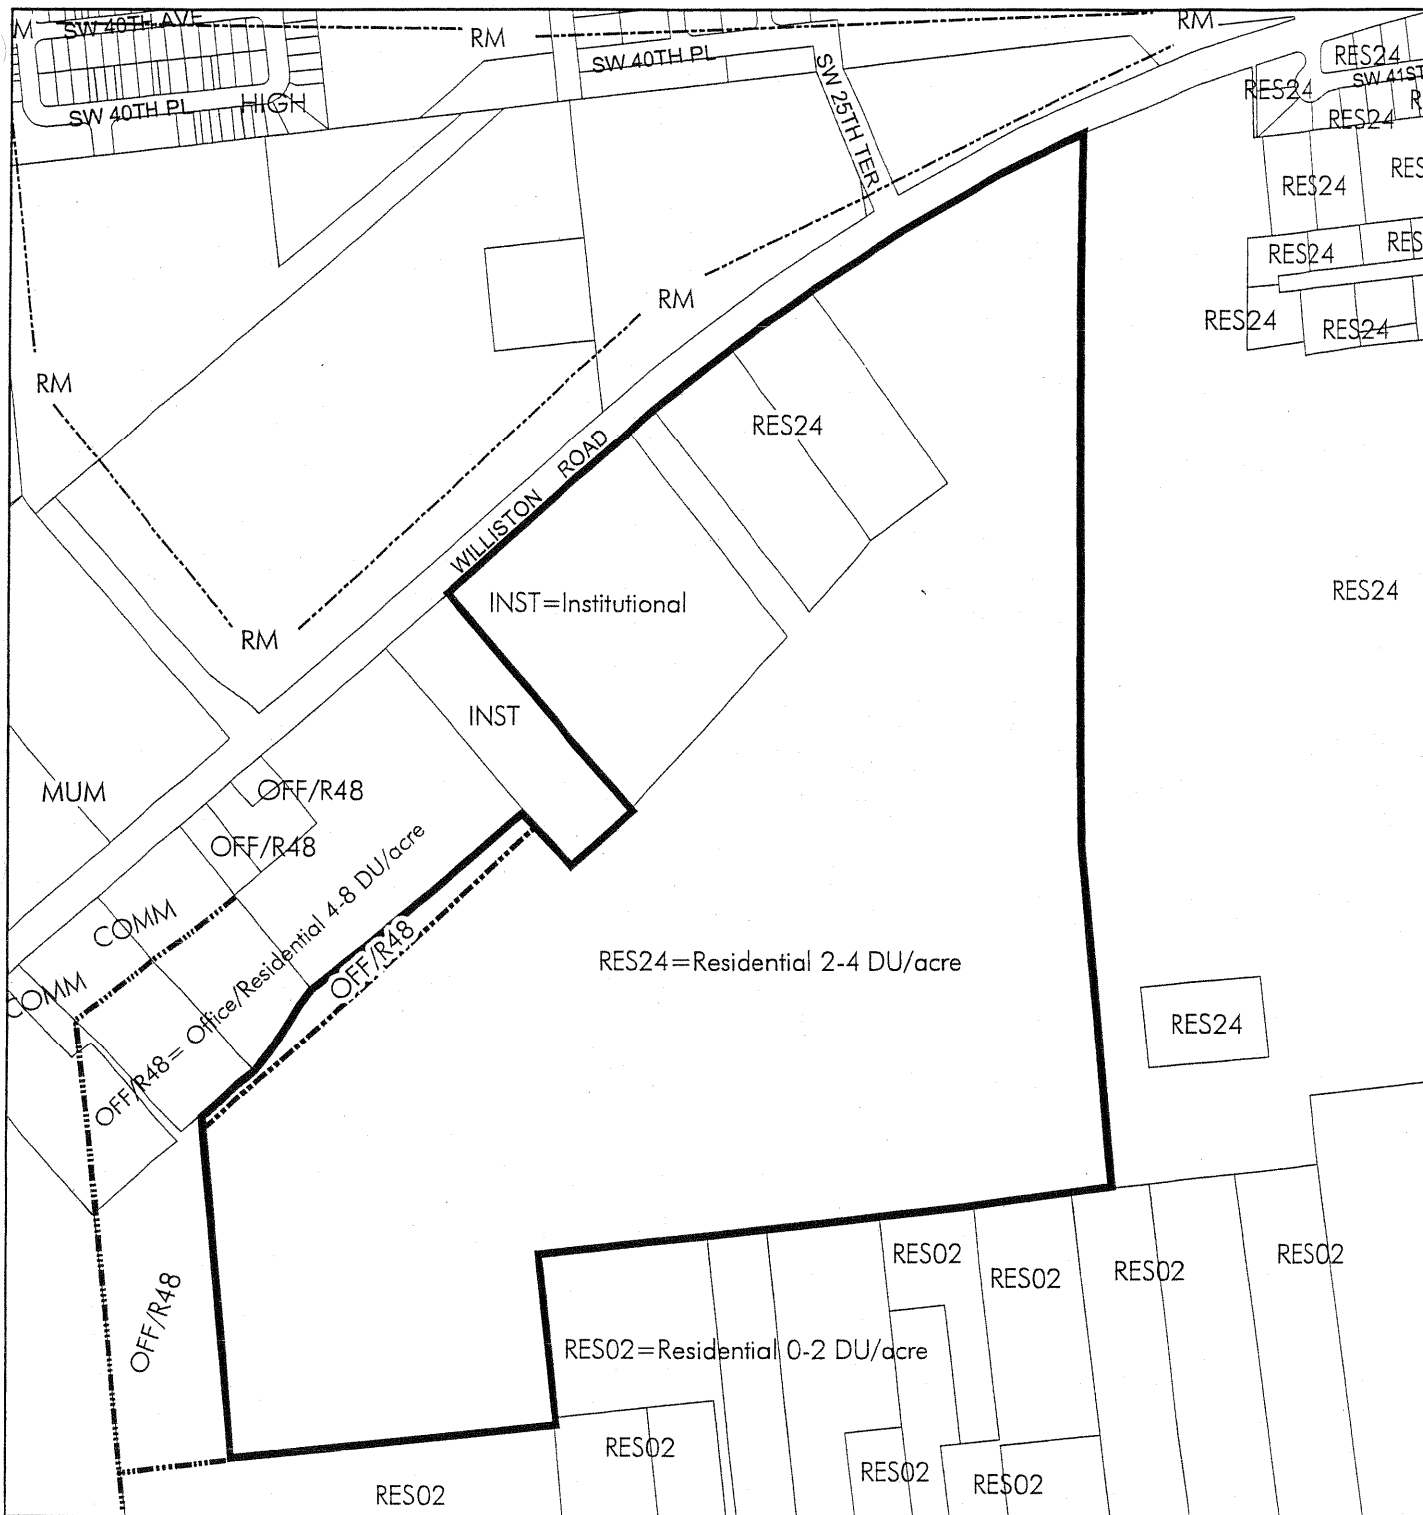 M
SW 40TH AVE
RM
RM
SW 40TH PL
RES24
SW 41ST
RES24
R
SW 40TH PL
HIGH
SW 25TH TER
RES24
RES24
RES
RES24
RES
RM
RES24
RES24
RM
RES24
WILLISTON ROAD
RES24
INST=Institutional
RM
INST
MUM
OFF/R48
OFF/R48
COMM
COMM
OFF/R48= Office/Residential 4-8 DU/acre
OFF/R48
RES24=Residential 2-4 DU/acre
RES24
RES02
RES02
RES02
RES02
OFF/R48
RES02=Residential 0-2 DU/acre
RES02
RES02
RES02
RES02